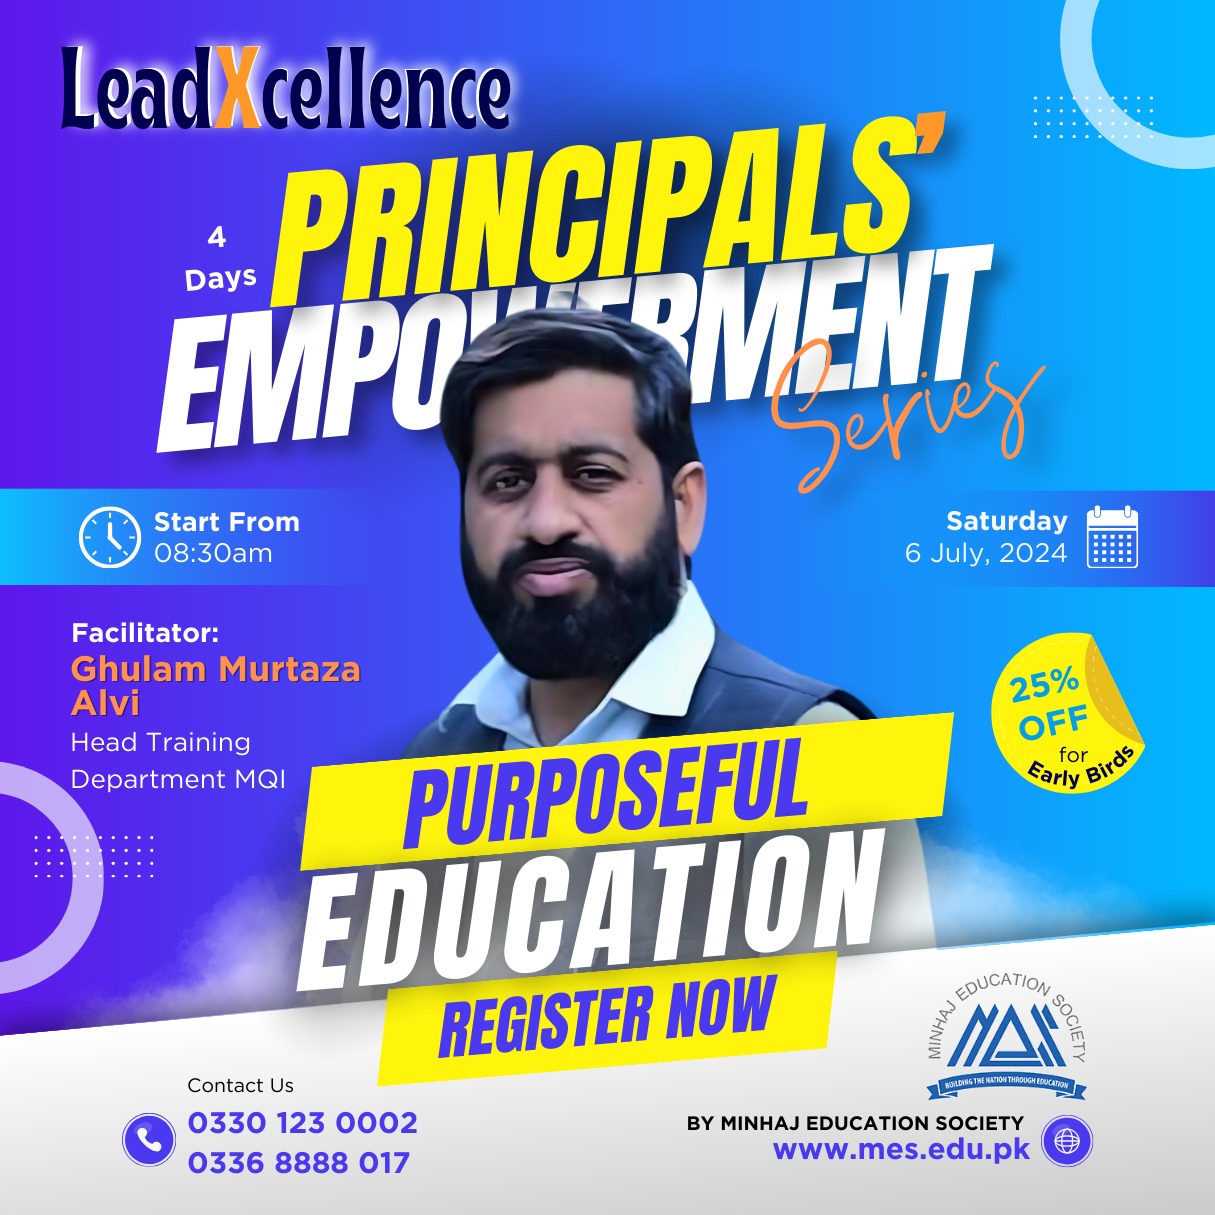 LeadXcellence
4
Days
PRINCIPALS’
EMPOWERMENT
Series
Start From
08:30am
Saturday
6 July, 2024
Facilitator:
Ghulam Murtaza
Alvi
Head Training
Department MQI
25%
OFF
for
Early Birds
PURPOSEFUL
EDUCATION
REGISTER NOW
MINHAJ EDUCATION SOCIETY
MES
BUILDING THE NATION THROUGH EDUCATION
Contact Us
0330 123 0002
0336 8888 017
BY MINHAJ EDUCATION SOCIETY
www.mes.edu.pk